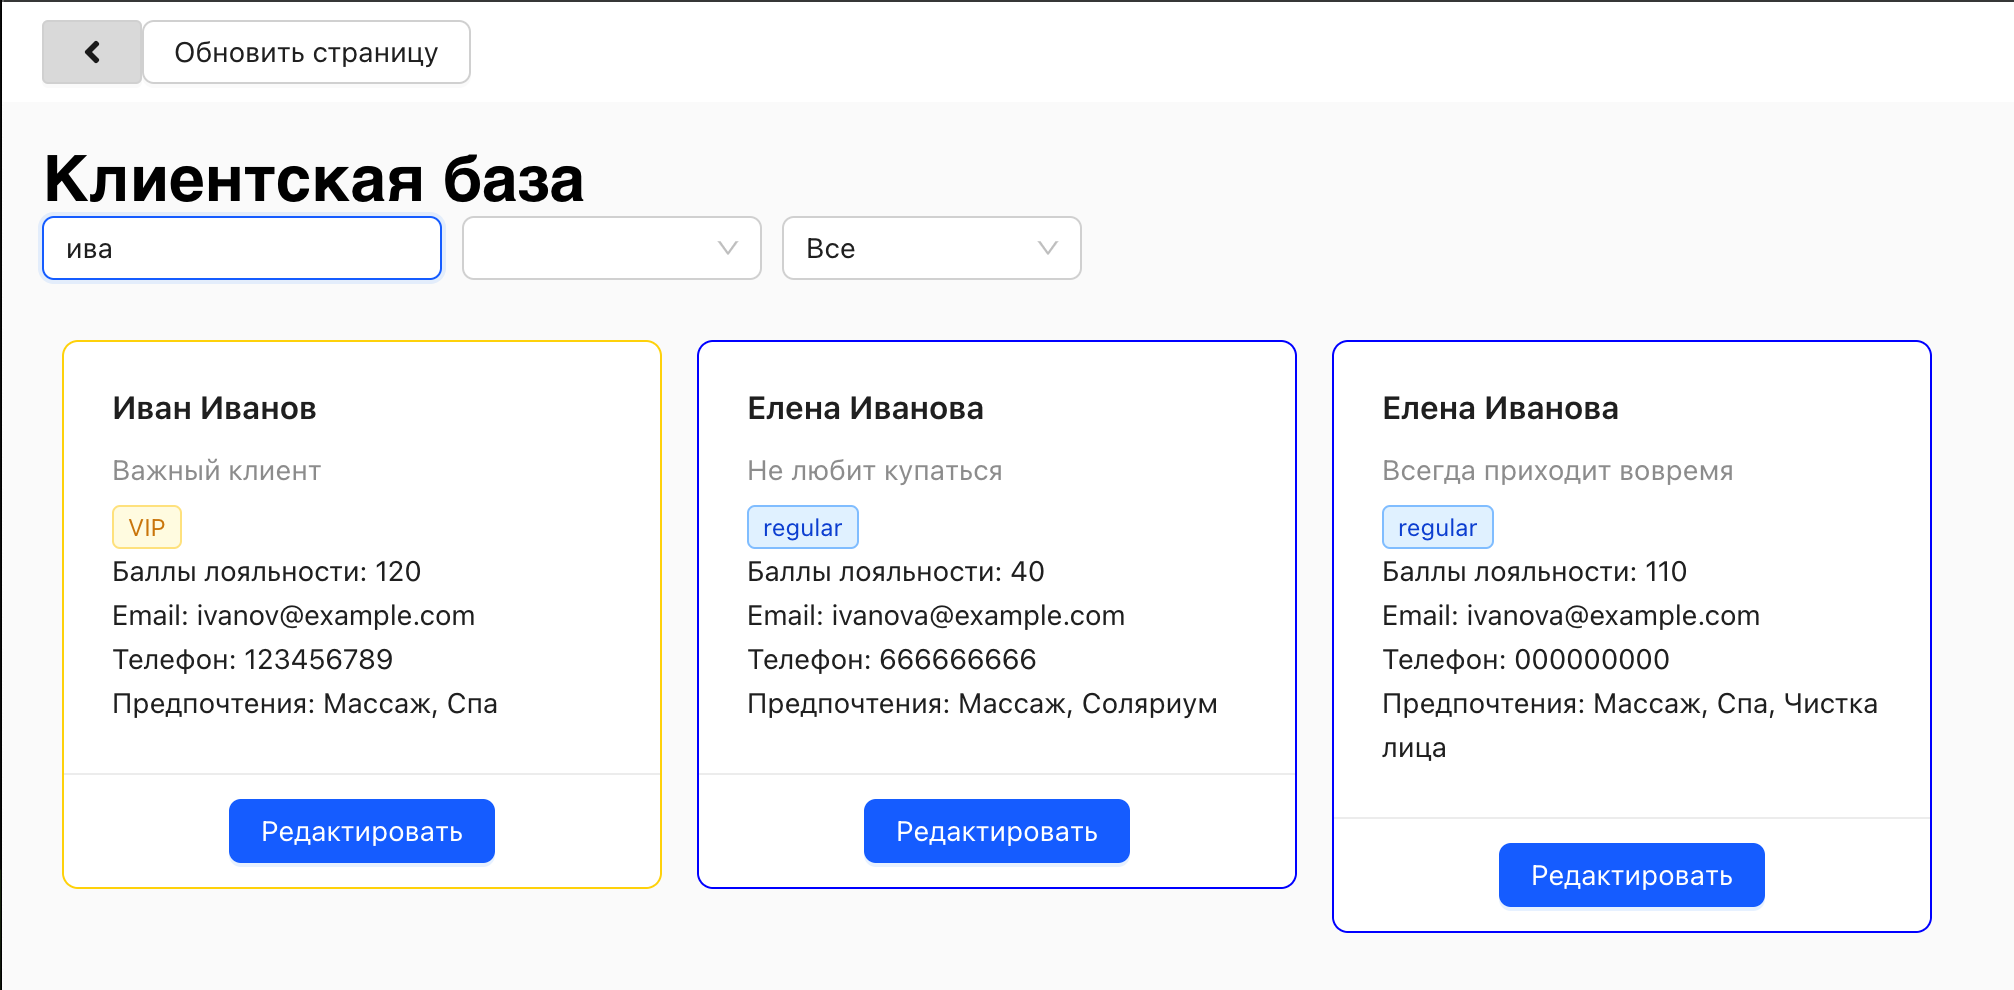 Обновить страницу
Клиентская база
ива
Все
Иван Иванов
Важный клиент
VIP
Баллы лояльности: 120
Email: ivanov@example.com
Телефон: 123456789
Предпочтения: Массаж, Спа
Редактировать
Елена Иванова
Не любит купаться
regular
Баллы лояльности: 40
Email: ivanova@example.com
Телефон: 666666666
Предпочтения: Массаж, Соляриум
Редактировать
Елена Иванова
Всегда приходит вовремя
regular
Баллы лояльности: 110
Email: ivanova@example.com
Телефон: 000000000
Предпочтения: Массаж, Спа, Чистка
лица
Редактировать